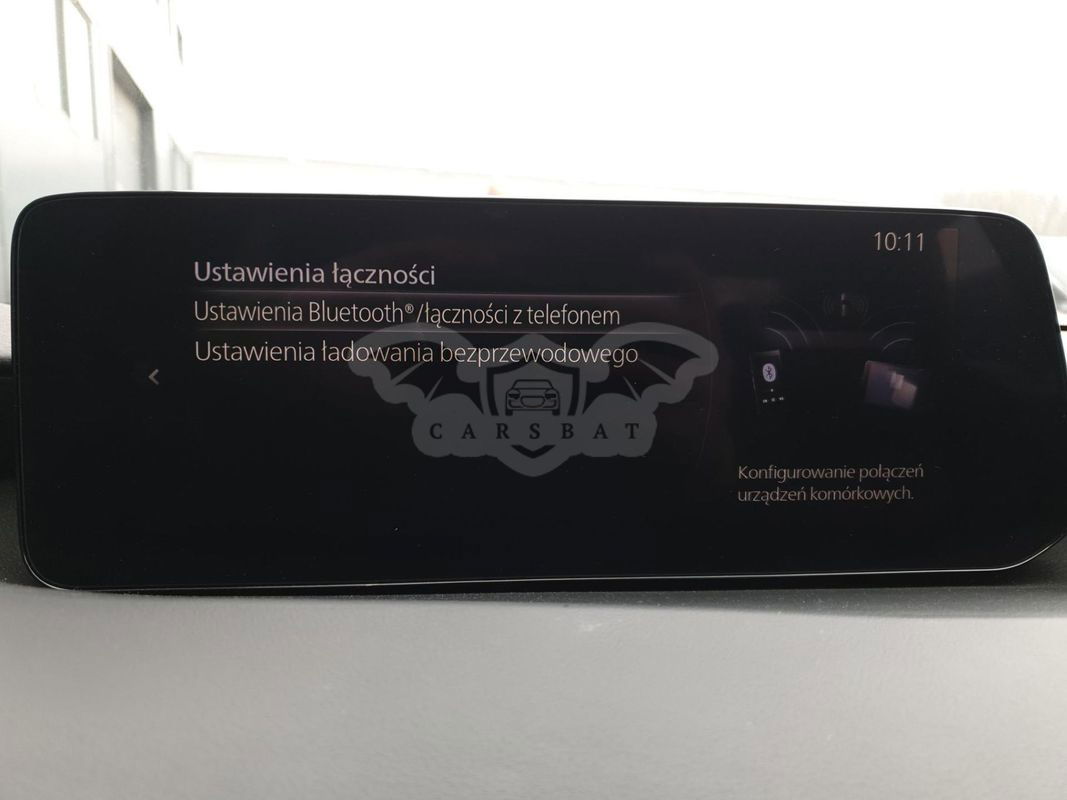 10:11
Ustawienia łączności
Ustawienia Bluetooth®/łączności z telefonem
Ustawienia ładowania bezprzewodowego
CARSBAT
Konfigurowanie połączeń
urządzeń komórkowych.